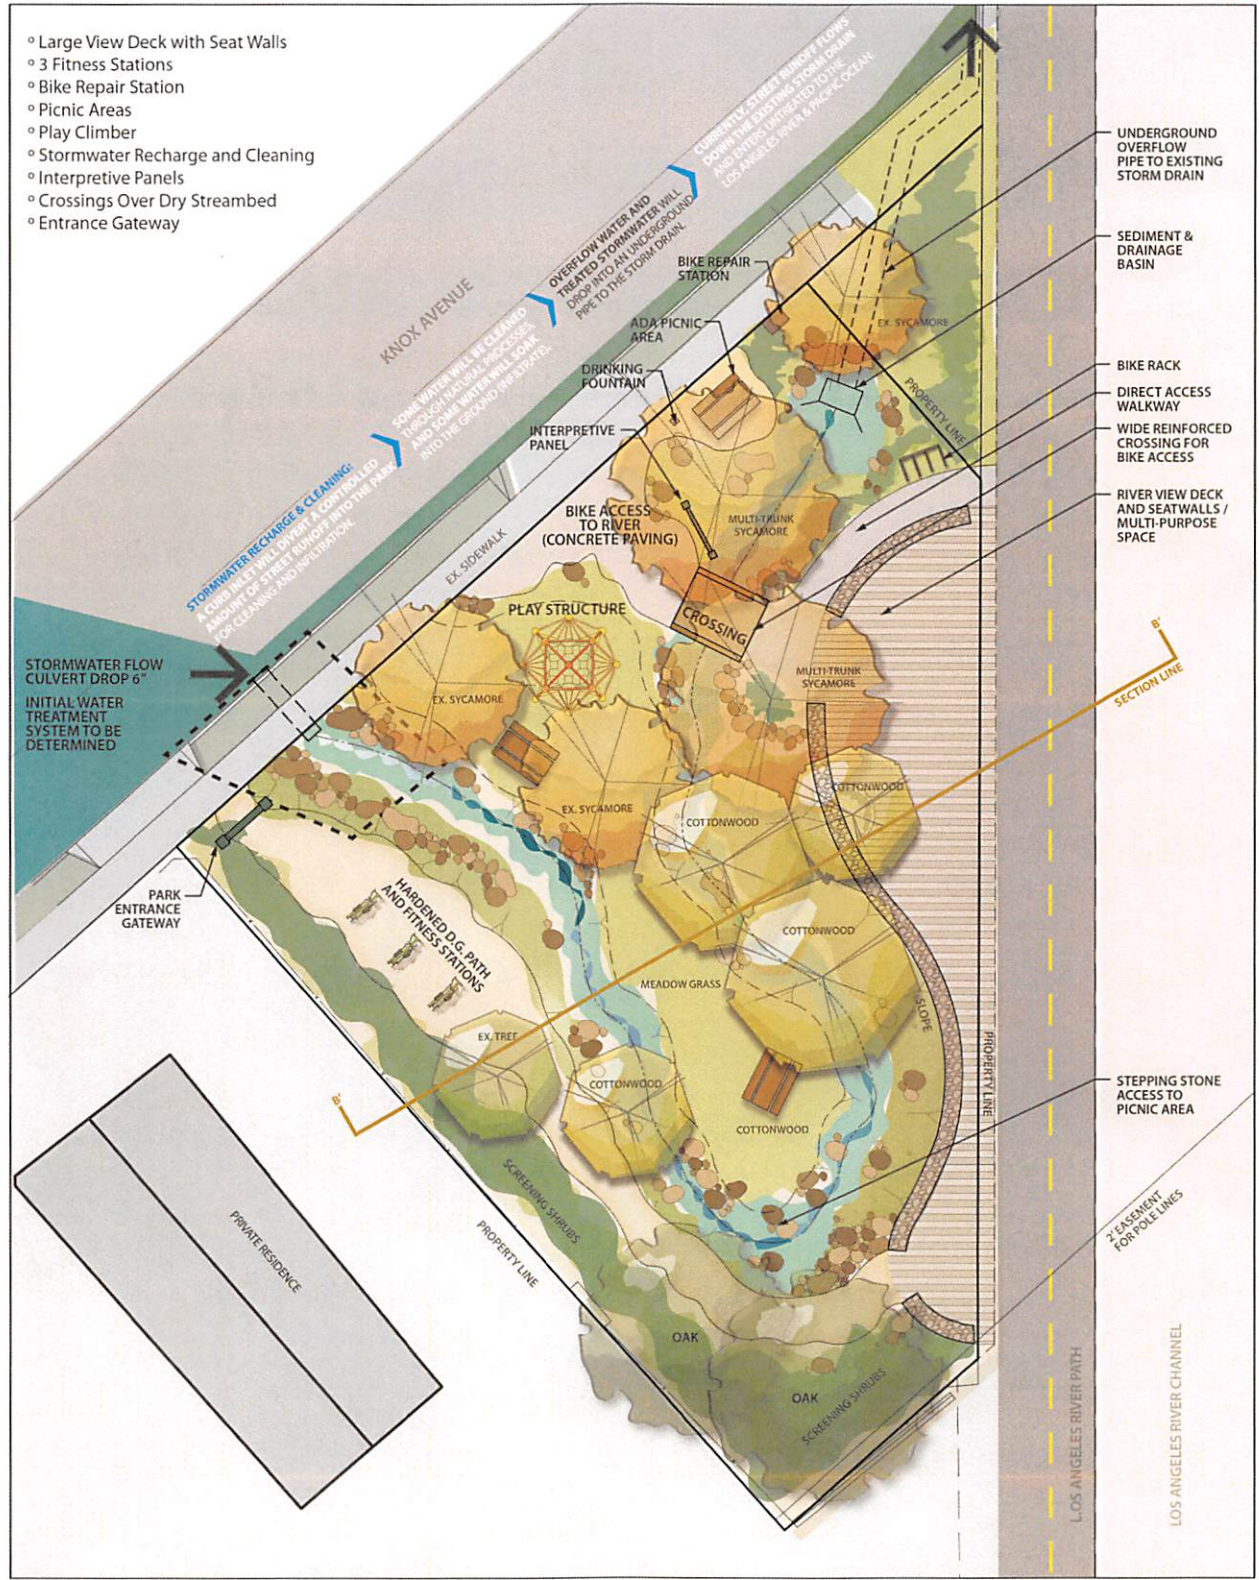 ° Large View Deck with Seat Walls
° 3 Fitness Stations
° Bike Repair Station
° Picnic Areas
° Play Climber
° Stormwater Recharge and Cleaning
° Interpretive Panels
° Crossings Over Dry Streambed
° Entrance Gateway
KNOX AVENUE
STORMWATER RECHARGE & CLEANING:
A CURB INLET WILL DIVERT A CONTROLLED
AMOUNT OF STREET RUNOFF INTO THE PARK
FOR CLEANING AND INFILTRATION.
SOME WATER WILL BE CLEANED
THROUGH NATURAL PROCESSES,
AND SOME WATER WILL SOAK
INTO THE GROUND (INFILTRATE).
OVERFLOW WATER AND
TREATED STORMWATER WILL
DROP INTO AN UNDERGROUND
PIPE TO THE STORM DRAIN.
CURRENTLY, STREET RUNOFF FLOWS
DOWN THE EXISTING STORM DRAIN
AND ENTERS UNTREATED TO THE
LOS ANGELES RIVER & PACIFIC OCEAN.
UNDERGROUND
OVERFLOW
PIPE TO EXISTING
STORM DRAIN
SEDIMENT &
DRAINAGE
BASIN
BIKE RACK
DIRECT ACCESS
WALKWAY
WIDE REINFORCED
CROSSING FOR
BIKE ACCESS
RIVER VIEW DECK
AND SEATWALLS /
MULTI-PURPOSE
SPACE
BIKE REPAIR
STATION
ADA PICNIC
AREA
DRINKING
FOUNTAIN
INTERPRETIVE
PANEL
EX. SYCAMORE
PROPERTY LINE
BIKE ACCESS
TO RIVER
(CONCRETE PAVING)
MULTI-TRUNK
SYCAMORE
EX. SIDEWALK
PLAY STRUCTURE
CROSSING
B'
SECTION LINE
STORMWATER FLOW
CULVERT DROP 6"
INITIAL WATER
TREATMENT
SYSTEM TO BE
DETERMINED
EX. SYCAMORE
MULTI-TRUNK
SYCAMORE
COTTONWOOD
EX. SYCAMORE
COTTONWOOD
PARK
ENTRANCE
GATEWAY
HARDENED D.G. PATH
AND FITNESS STATIONS
COTTONWOOD
MEADOW GRASS
SLOPE
PROPERTY LINE
EX. TREE
COTTONWOOD
B'
COTTONWOOD
STEPPING STONE
ACCESS TO
PICNIC AREA
SCREENING SHRUBS
PROPERTY LINE
PRIVATE RESIDENCE
2' EASEMENT
FOR POLE LINES
OAK
OAK
SCREENING SHRUBS
LOS ANGELES RIVER PATH
LOS ANGELES RIVER CHANNEL